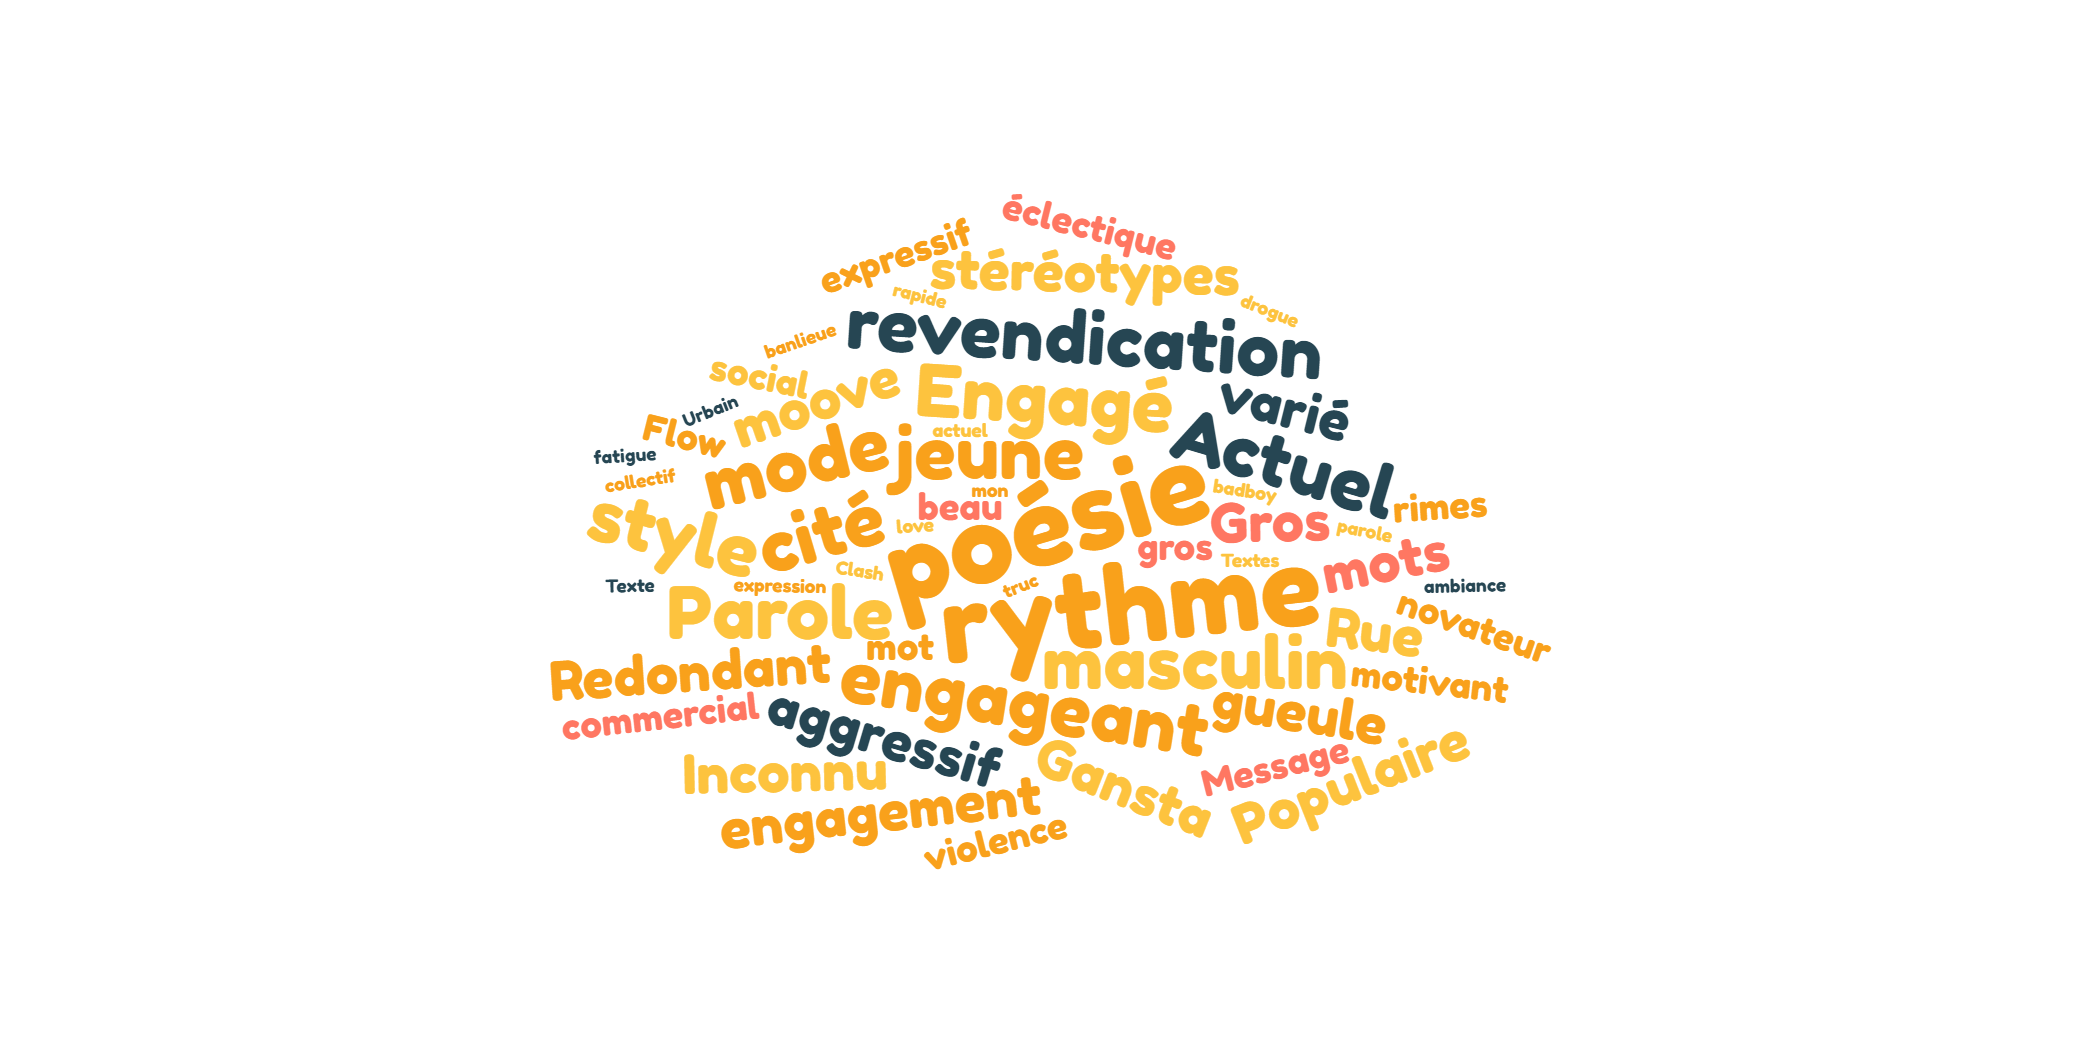 éclectique
expressif
stéréotypes
rapide
drogue
revendication
banlieue
social
moove
Engagé
varié
Urbain
Flow
actuel
Actuel
fatigue
mode
jeune
collectif
mon
badboy
beau
poésie
rimes
style
cité
love
Gros
parole
gros
Textes
mots
Clash
Texte
expression
truc
rythme
ambiance
Parole
novateur
Rue
mot
masculin
Redondant
engageant
motivant
commercial
aggressif
gueule
Inconnu
Gansta
Message
Populaire
engagement
violence